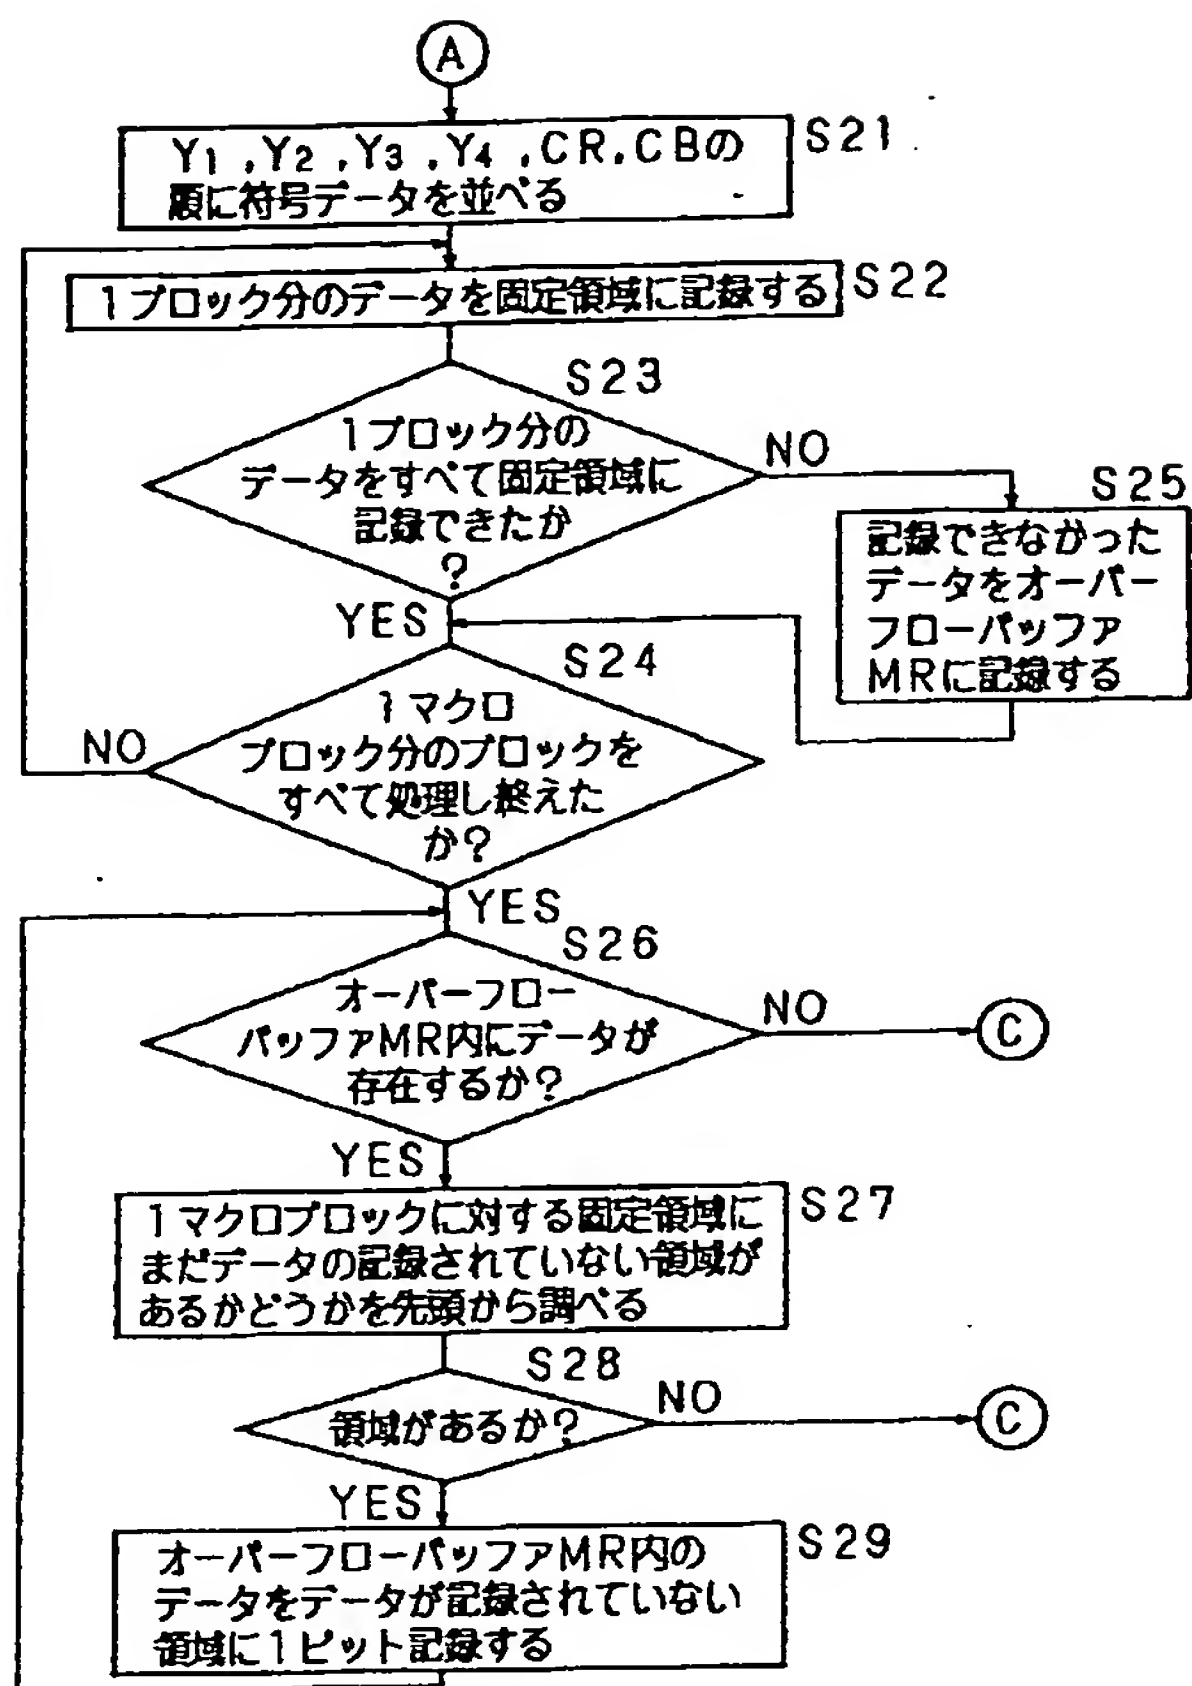 A
Y1,Y2,Y3,Y4,CR,CBの
順に符号データを並べる
S21
1ブロック分のデータを固定領域に記録する
S22
S23
1ブロック分の
データをすべて固定領域に
記録できたか
?
NO
YES
S25
記録できなかった
データをオーバー
フローバッファ
MRに記録する
S24
1マクロ
ブロック分のブロックを
すべて処理し終えた
か?
NO
YES
S26
オーバーフロー
バッファMR内にデータが
存在するか?
NO
C
YES
S27
1マクロブロックに対する固定領域に
まだデータの記録されていない領域が
あるかどうかを先頭から調べる
S28
領域があるか?
NO
C
YES
S29
オーバーフローバッファMR内の
データをデータが記録されていない
領域に1ビット記録する